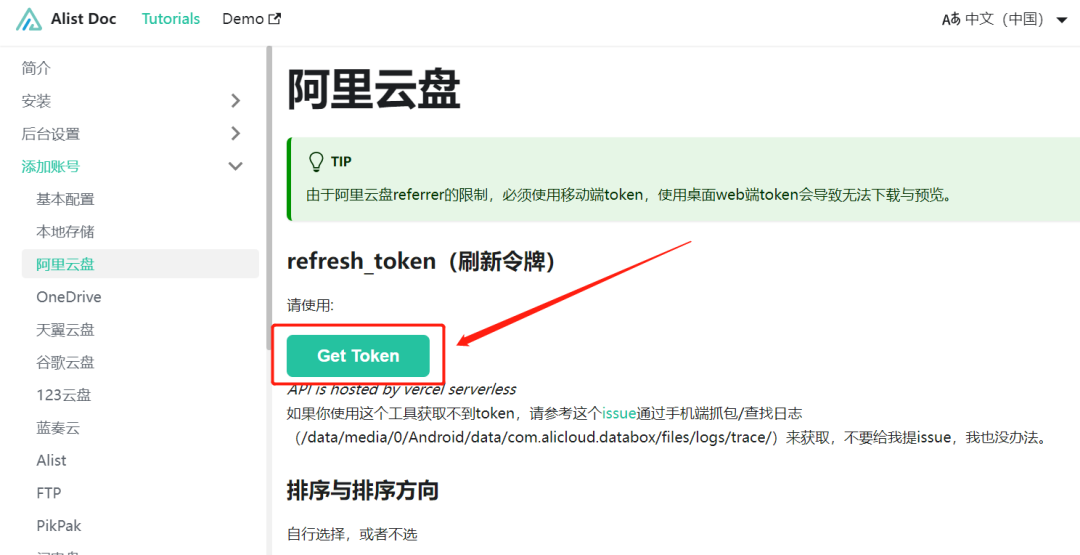 Alist Doc Tutorials Demo
Aあ 中文（中国）
简介
安装
后台设置
添加账号
基本配置
本地存储
阿里云盘
OneDrive
天翼云盘
谷歌云盘
123云盘
蓝奏云
Alist
FTP
PikPak
阿里云盘
TIP
由于阿里云盘referrer的限制，必须使用移动端token，使用桌面web端token会导致无法下载与预览。
refresh_token（刷新令牌）
请使用:
Get Token
API is hosted by vercel serverless
如果你使用这个工具获取不到token，请参考这个issue通过手机端抓包/查找日志
（/data/media/0/Android/data/com.alicloud.databox/files/logs/trace/）来获取，不要给我提issue，我也没办法。
排序与排序方向
自行选择，或者不选